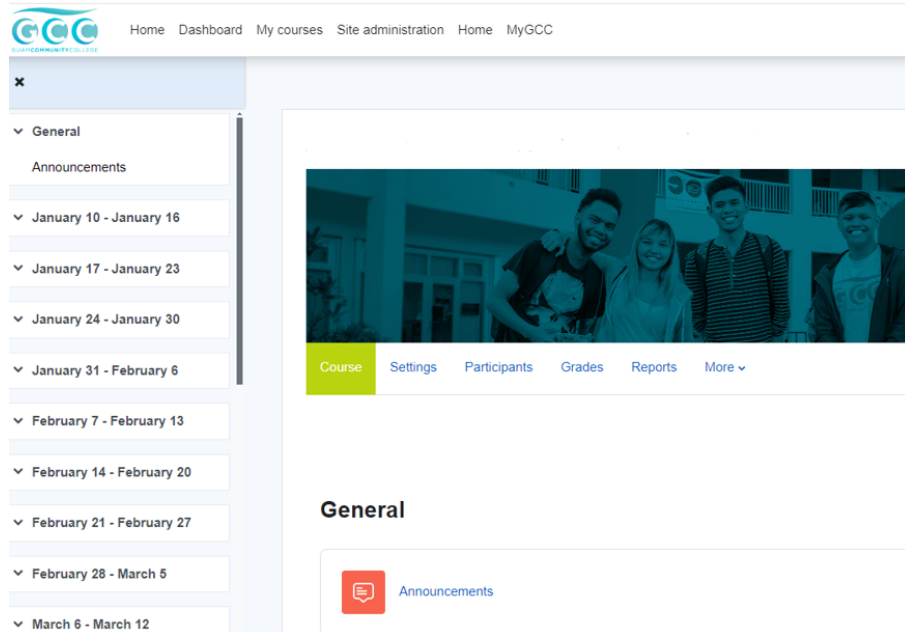 GCC
GUAM COMMUNITY COLLEGE
Home Dashboard My courses Site administration Home MyGCC
General
Announcements
January 10 - January 16
January 17 - January 23
January 24 - January 30
January 31 - February 6
February 7 - February 13
February 14 - February 20
February 21 - February 27
February 28 - March 5
March 6 - March 12
GCC
Course Settings Participants Grades Reports More
General
Announcements